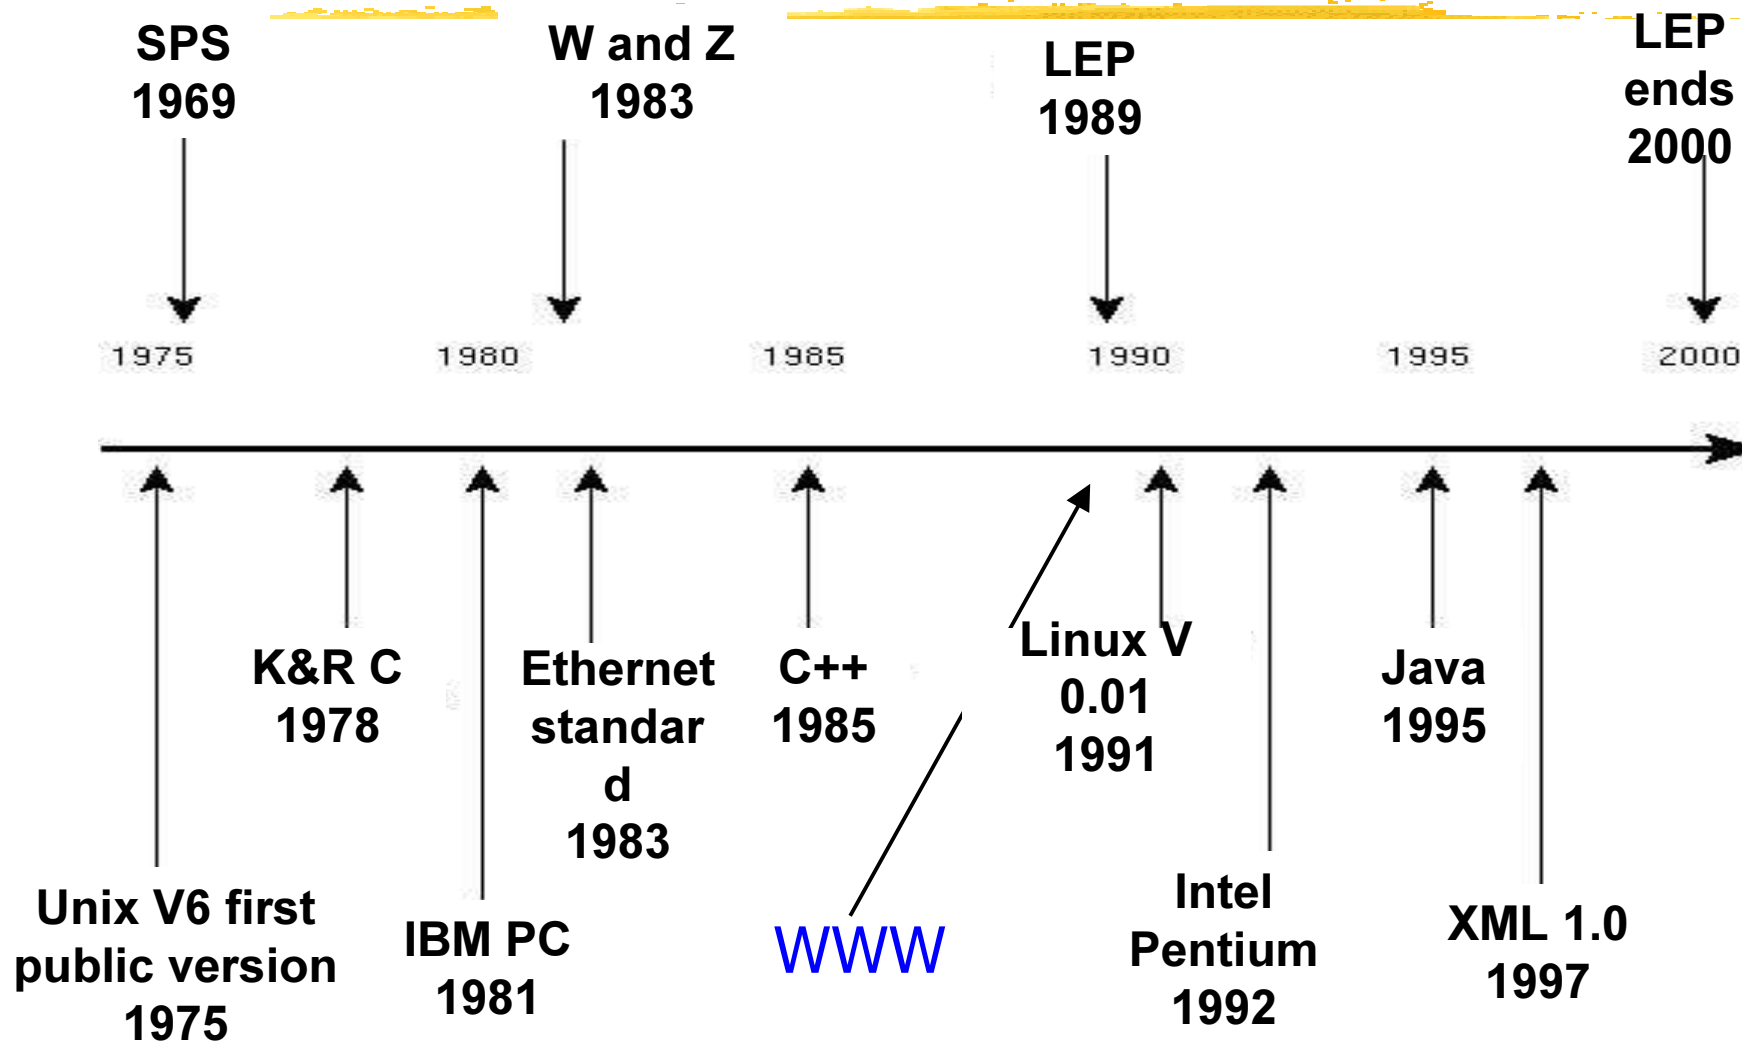 SPS
1969
W and Z
1983
LEP
1989
LEP
ends
2000
1975
1980
1985
1990
1995
2000
K&R C
1978
Ethernet
standar
d
1983
C++
1985
Linux V
0.01
1991
Java
1995
Unix V6 first
public version
1975
IBM PC
1981
WWW
Intel
Pentium
1992
XML 1.0
1997